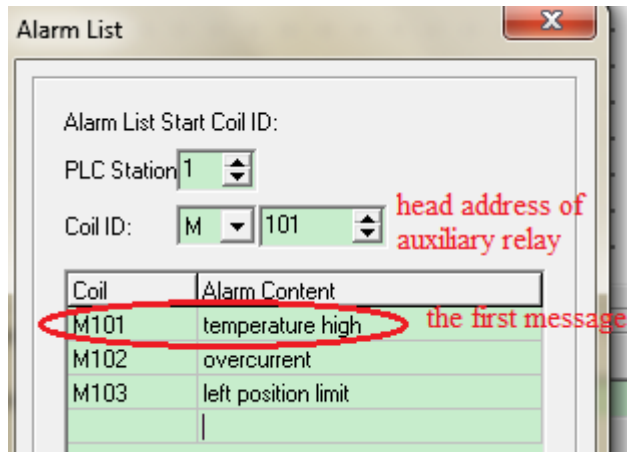 Alarm List
Alarm List Start Coil ID:
PLC Station 1
Coil ID: M 101
head address of
auxiliary relay
Coil Alarm Content
M101 temperature high
the first message
M102 overcurrent
M103 left position limit